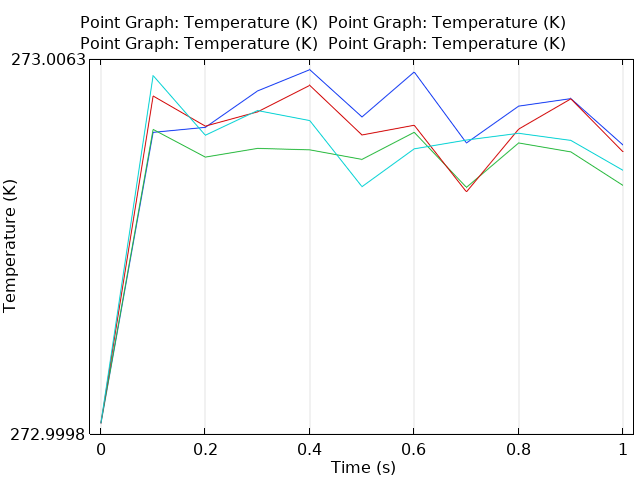 Point Graph: Temperature (K)  Point Graph: Temperature (K)
Point Graph: Temperature (K)  Point Graph: Temperature (K)
273.0063
Temperature (K)
272.9998
0 0.2 0.4 0.6 0.8 1
Time (s)